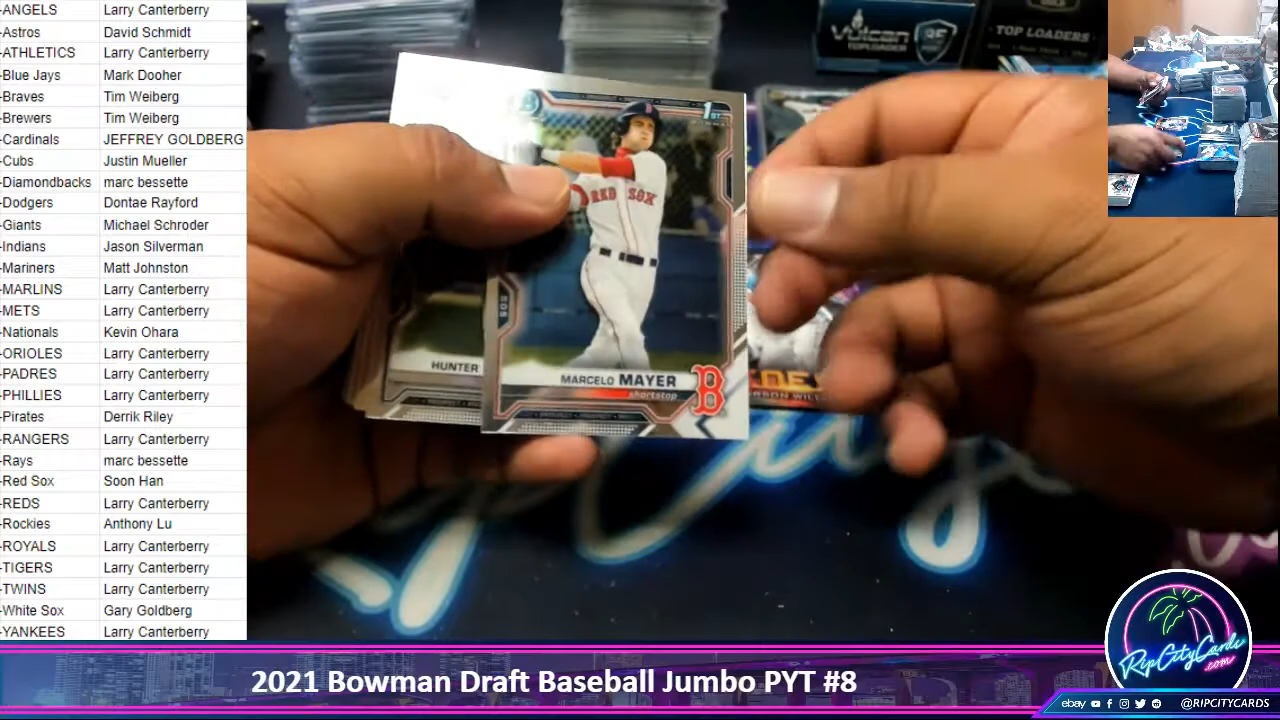 -ANGELS Larry Canterberry
-Astros David Schmidt
-ATHLETICS Larry Canterberry
-Blue Jays Mark Dooher
-Braves Tim Weiberg
-Brewers Tim Weiberg
-Cardinals JEFFREY GOLDBERG
-Cubs Justin Mueller
-Diamondbacks marc bessette
-Dodgers Dontae Rayford
-Giants Michael Schroder
-Indians Jason Silverman
-Mariners Matt Johnston
-MARLINS Larry Canterberry
-METS Larry Canterberry
-Nationals Kevin Ohara
-ORIOLES Larry Canterberry
-PADRES Larry Canterberry
-PHILLIES Larry Canterberry
-Pirates Derrik Riley
-RANGERS Larry Canterberry
-Rays marc bessette
-Red Sox Soon Han
-REDS Larry Canterberry
-Rockies Anthony Lu
-ROYALS Larry Canterberry
-TIGERS Larry Canterberry
-TWINS Larry Canterberry
-White Sox Gary Goldberg
-YANKEES Larry Canterberry
Vulcan
TOPLOADER
TOP LOADERS
1ST
RED SOX
BOS
HUNTER
MARCELO MAYER
shortstop
B
RipCityCards
.com
2021 Bowman Draft Baseball Jumbo PYT #8
ebay
@RIPCITYCARDS